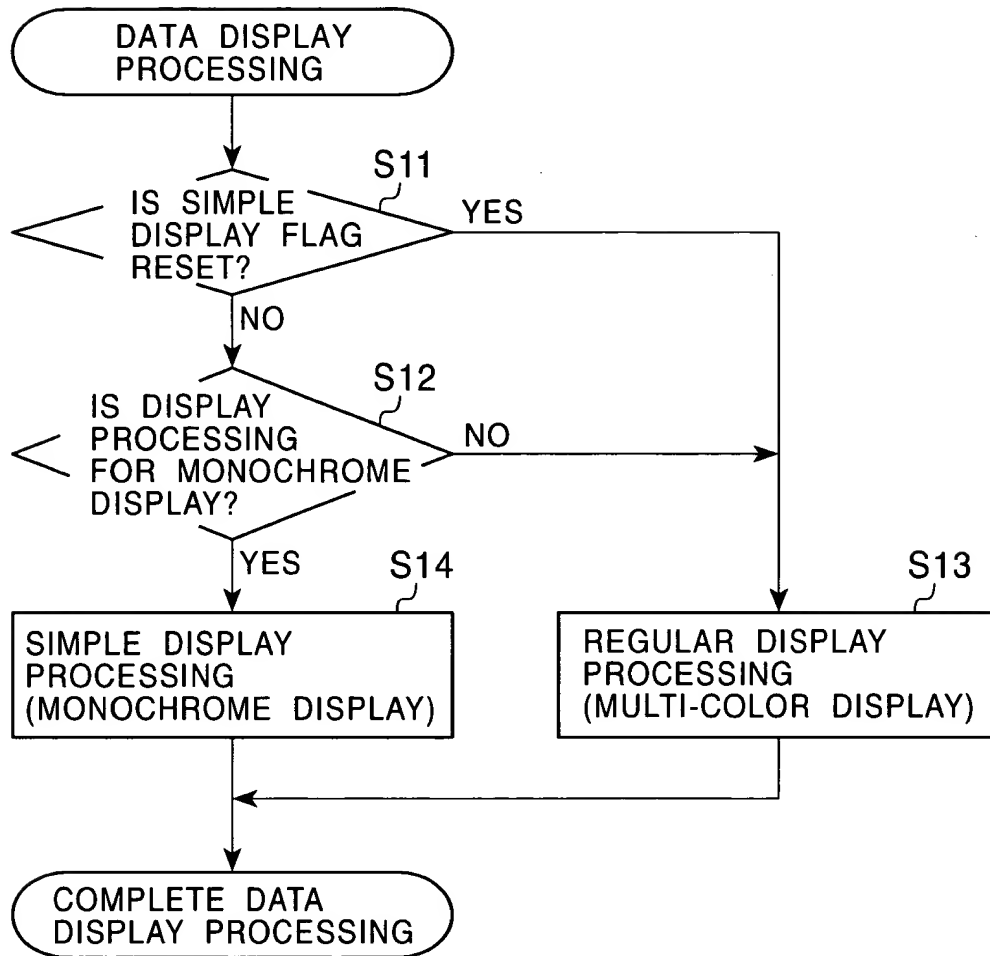 DATA DISPLAY
PROCESSING
S11
IS SIMPLE
DISPLAY FLAG
RESET?
YES
NO
S12
IS DISPLAY
PROCESSING
FOR MONOCHROME
DISPLAY?
NO
YES
S14
SIMPLE DISPLAY
PROCESSING
(MONOCHROME DISPLAY)
S13
REGULAR DISPLAY
PROCESSING
(MULTI-COLOR DISPLAY)
COMPLETE DATA
DISPLAY PROCESSING